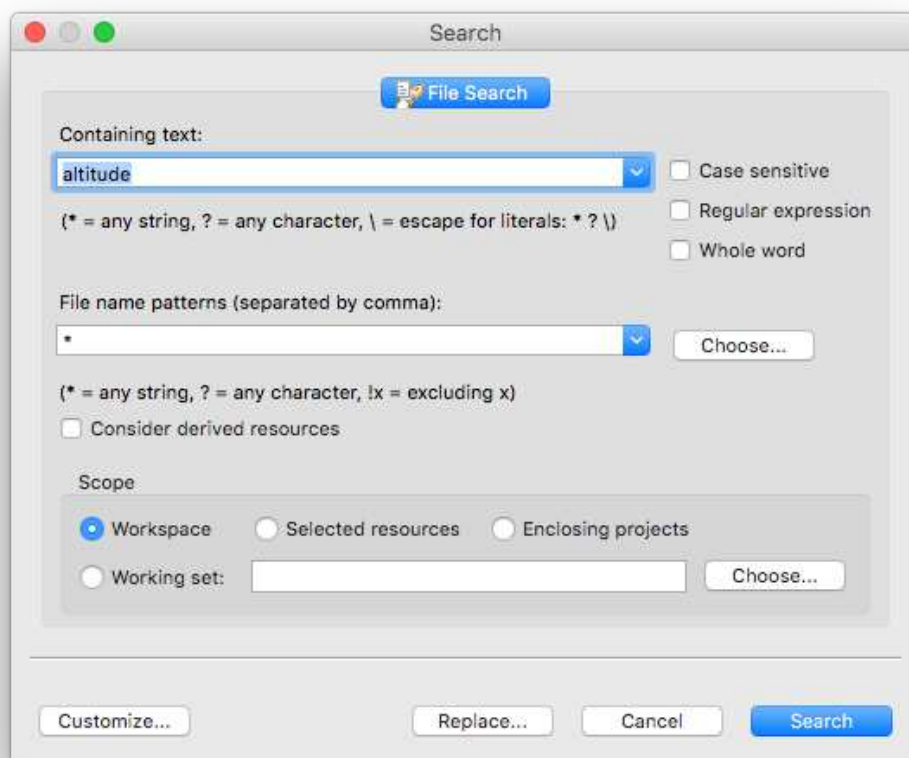 Search
File Search
Containing text:
altitude
Case sensitive
(* = any string, ? = any character, \ = escape for literals: * ? \)
Regular expression
Whole word
File name patterns (separated by comma):
*
Choose...
(* = any string, ? = any character, !x = excluding x)
Consider derived resources
Scope
Workspace Selected resources Enclosing projects
Working set: Choose...
Customize... Replace... Cancel Search